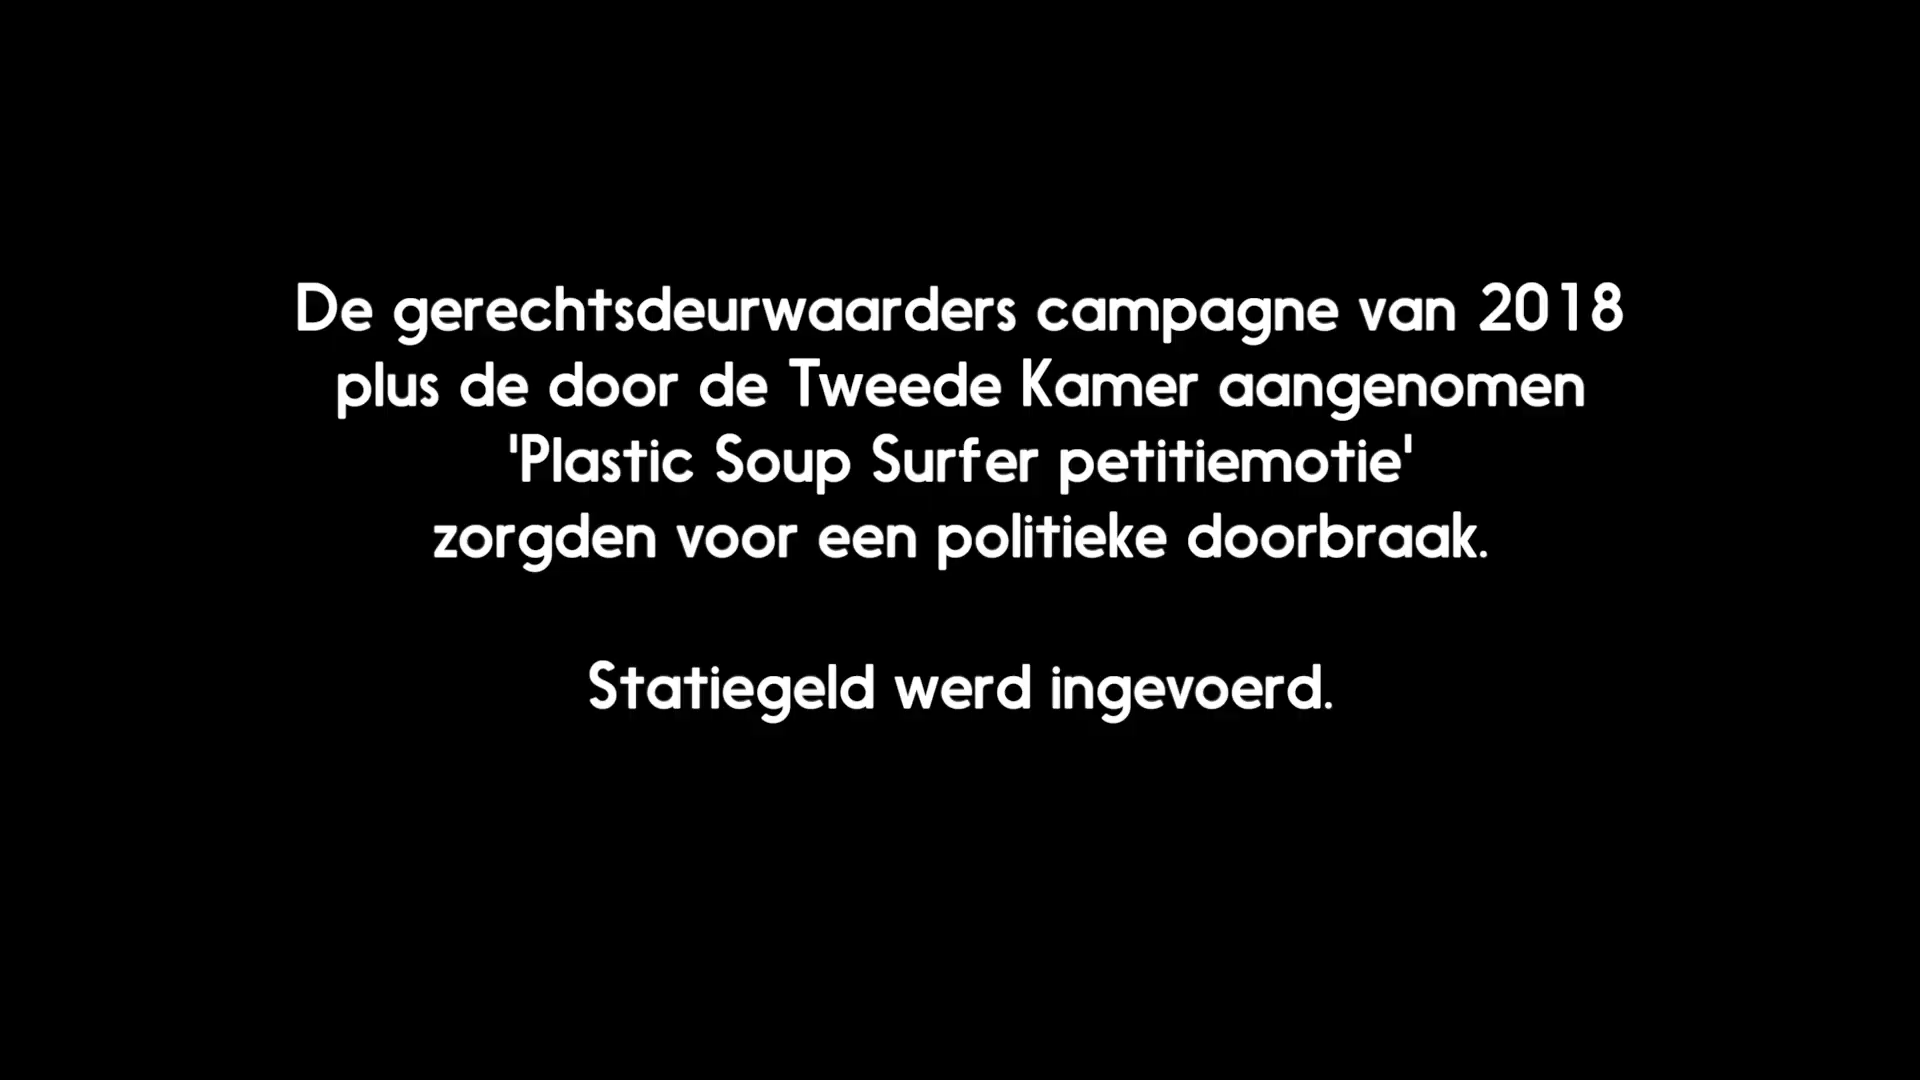 De gerechtsdeurwaarders campagne van 2018
plus de door de Tweede Kamer aangenomen
'Plastic Soup Surfer petitiemotie'
zorgden voor een politieke doorbraak.
Statiegeld werd ingevoerd.